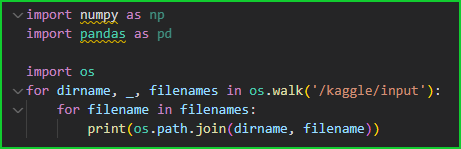 import numpy as np
import pandas as pd

import os
for dirname, _, filenames in os.walk('/kaggle/input'):
    for filename in filenames:
        print(os.path.join(dirname, filename))